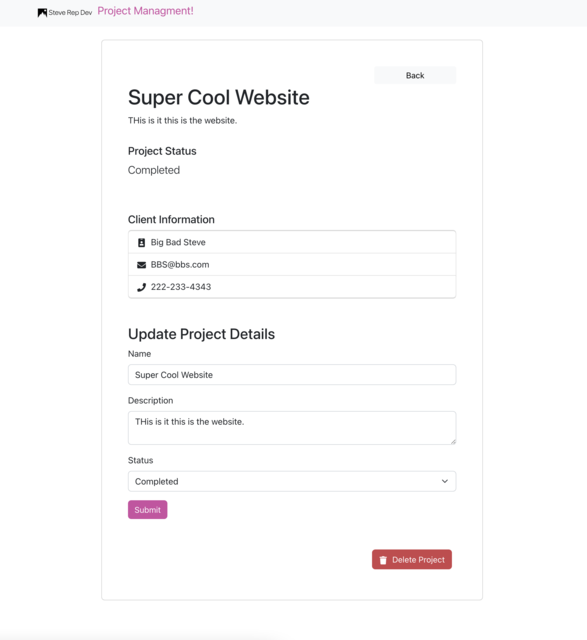 Steve Rep Dev Project Managment!
Back
Super Cool Website
THis is it this is the website.
Project Status
Completed
Client Information
Big Bad Steve
BBS@bbs.com
222-233-4343
Update Project Details
Name
Super Cool Website
Description
THis is it this is the website.
Status
Completed
Submit
Delete Project